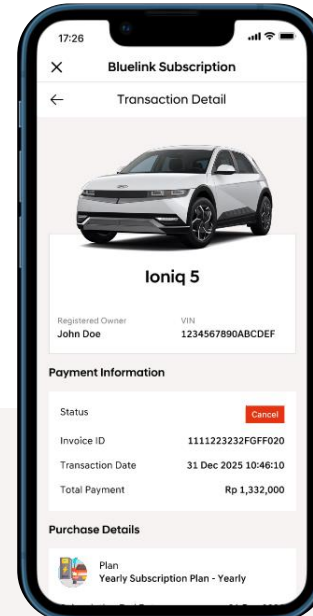 17:26
Bluelink Subscription
Transaction Detail
Ioniq 5
Registered Owner VIN
John Doe 1234567890ABCDEF
Payment Information
Status Cancel
Invoice ID 1111223232FGFF020
Transaction Date 31 Dec 2025 10:46:10
Total Payment Rp 1,332,000
Purchase Details
Plan
Yearly Subscription Plan - Yearly